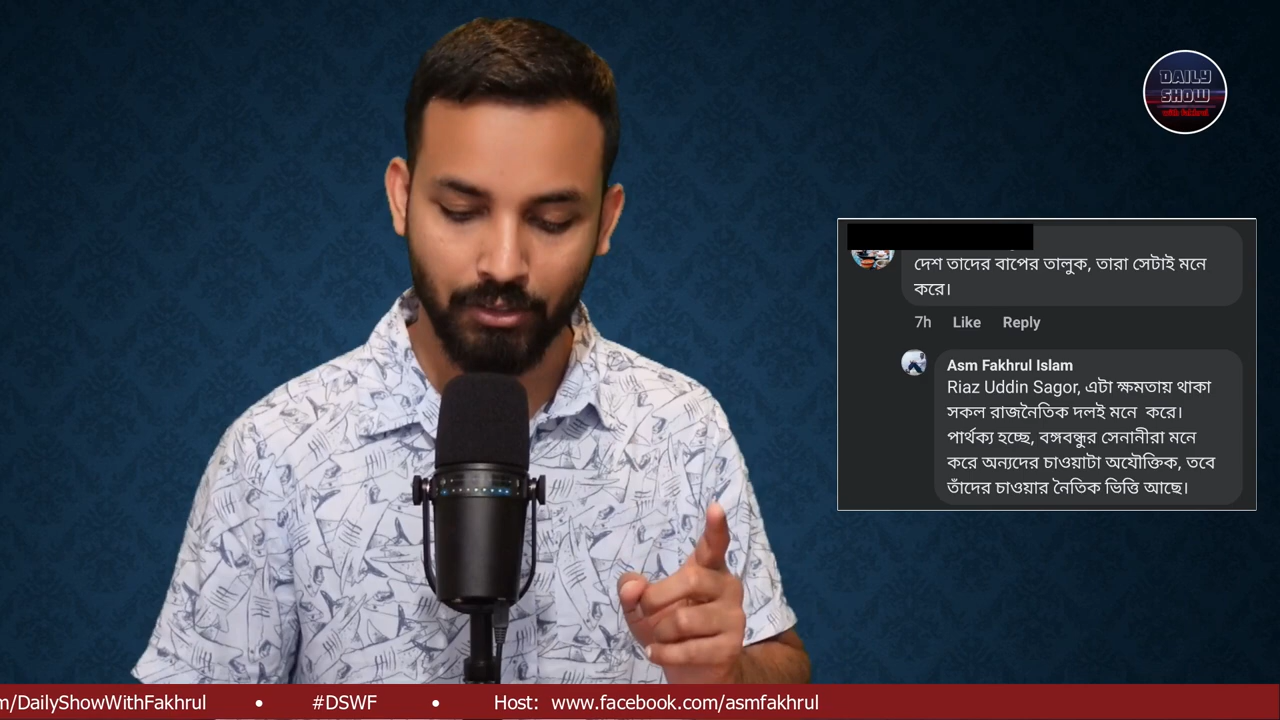 DAILY
SHOW
with fakhrul
দেশ তাদের বাপের তালুক, তারা সেটাই মনে
করে।
7h Like Reply
Asm Fakhrul Islam
Riaz Uddin Sagor, এটা ক্ষমতায় থাকা
সকল রাজনৈতিক দলই মনে করে।
পার্থক্য হচ্ছে, বঙ্গবন্ধুর সেনানীরা মনে
করে অন্যদের চাওয়াটা অযৌক্তিক, তবে
তাঁদের চাওয়ার নৈতিক ভিত্তি আছে।
m/DailyShowWithFakhrul • #DSWF • Host: www.facebook.com/asmfakhrul